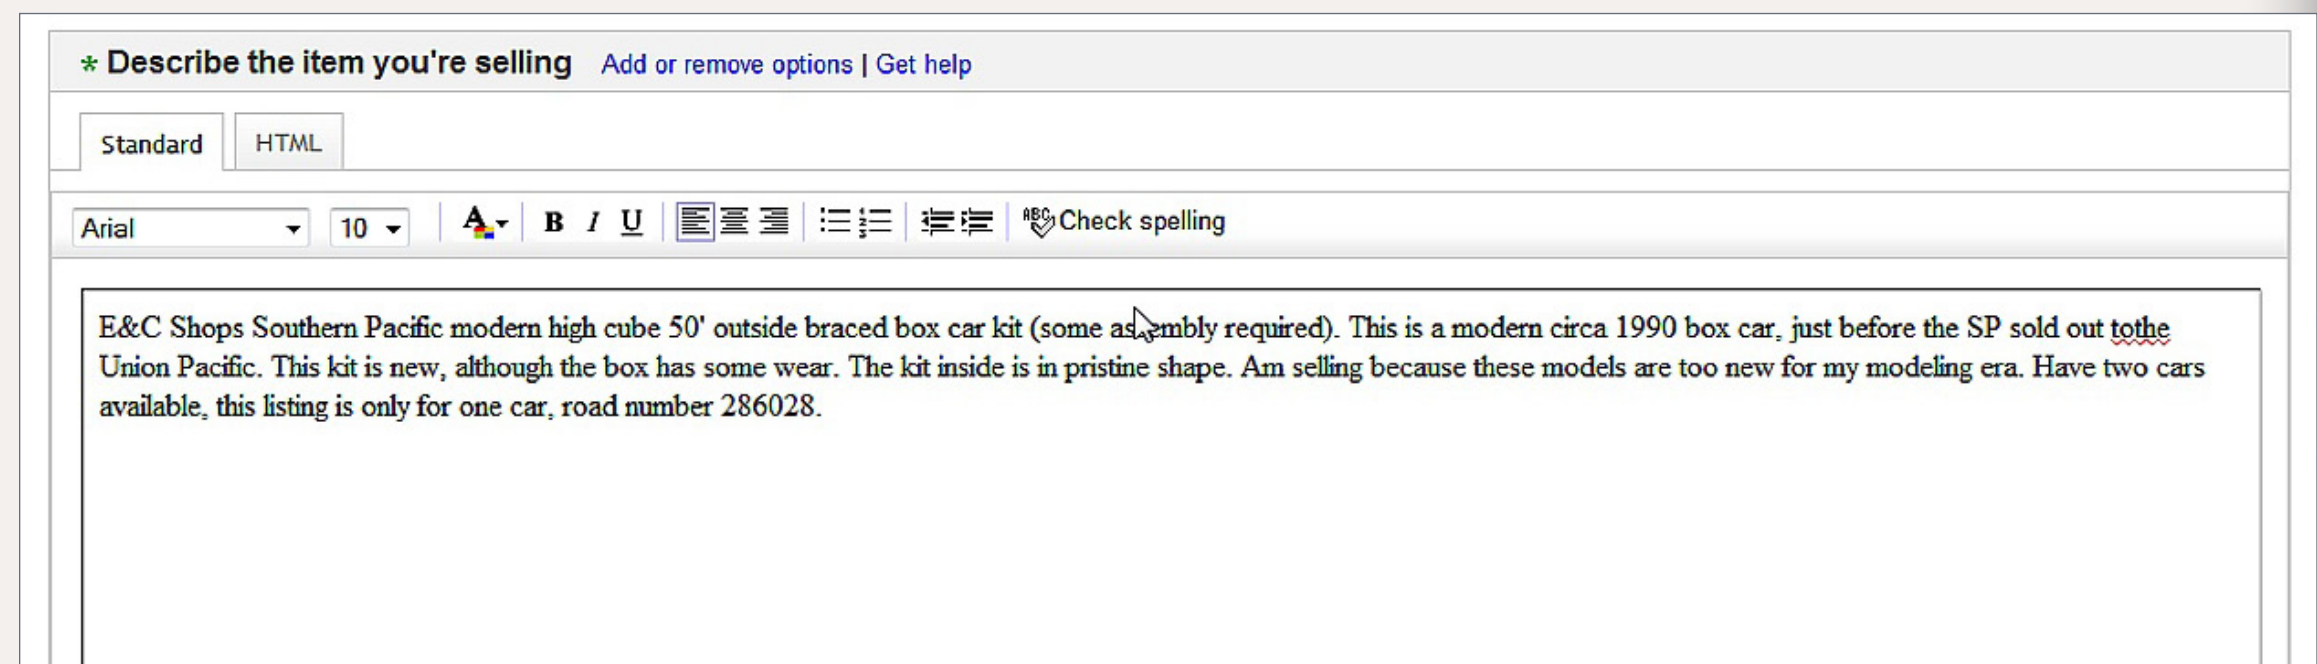 * Describe the item you're selling Add or remove options | Get help
Standard HTML
Arial 10 A B I U ABC Check spelling
E&C Shops Southern Pacific modern high cube 50' outside braced box car kit (some assembly required). This is a modern circa 1990 box car, just before the SP sold out tothe
Union Pacific. This kit is new, although the box has some wear. The kit inside is in pristine shape. Am selling because these models are too new for my modeling era. Have two cars
available, this listing is only for one car, road number 286028.